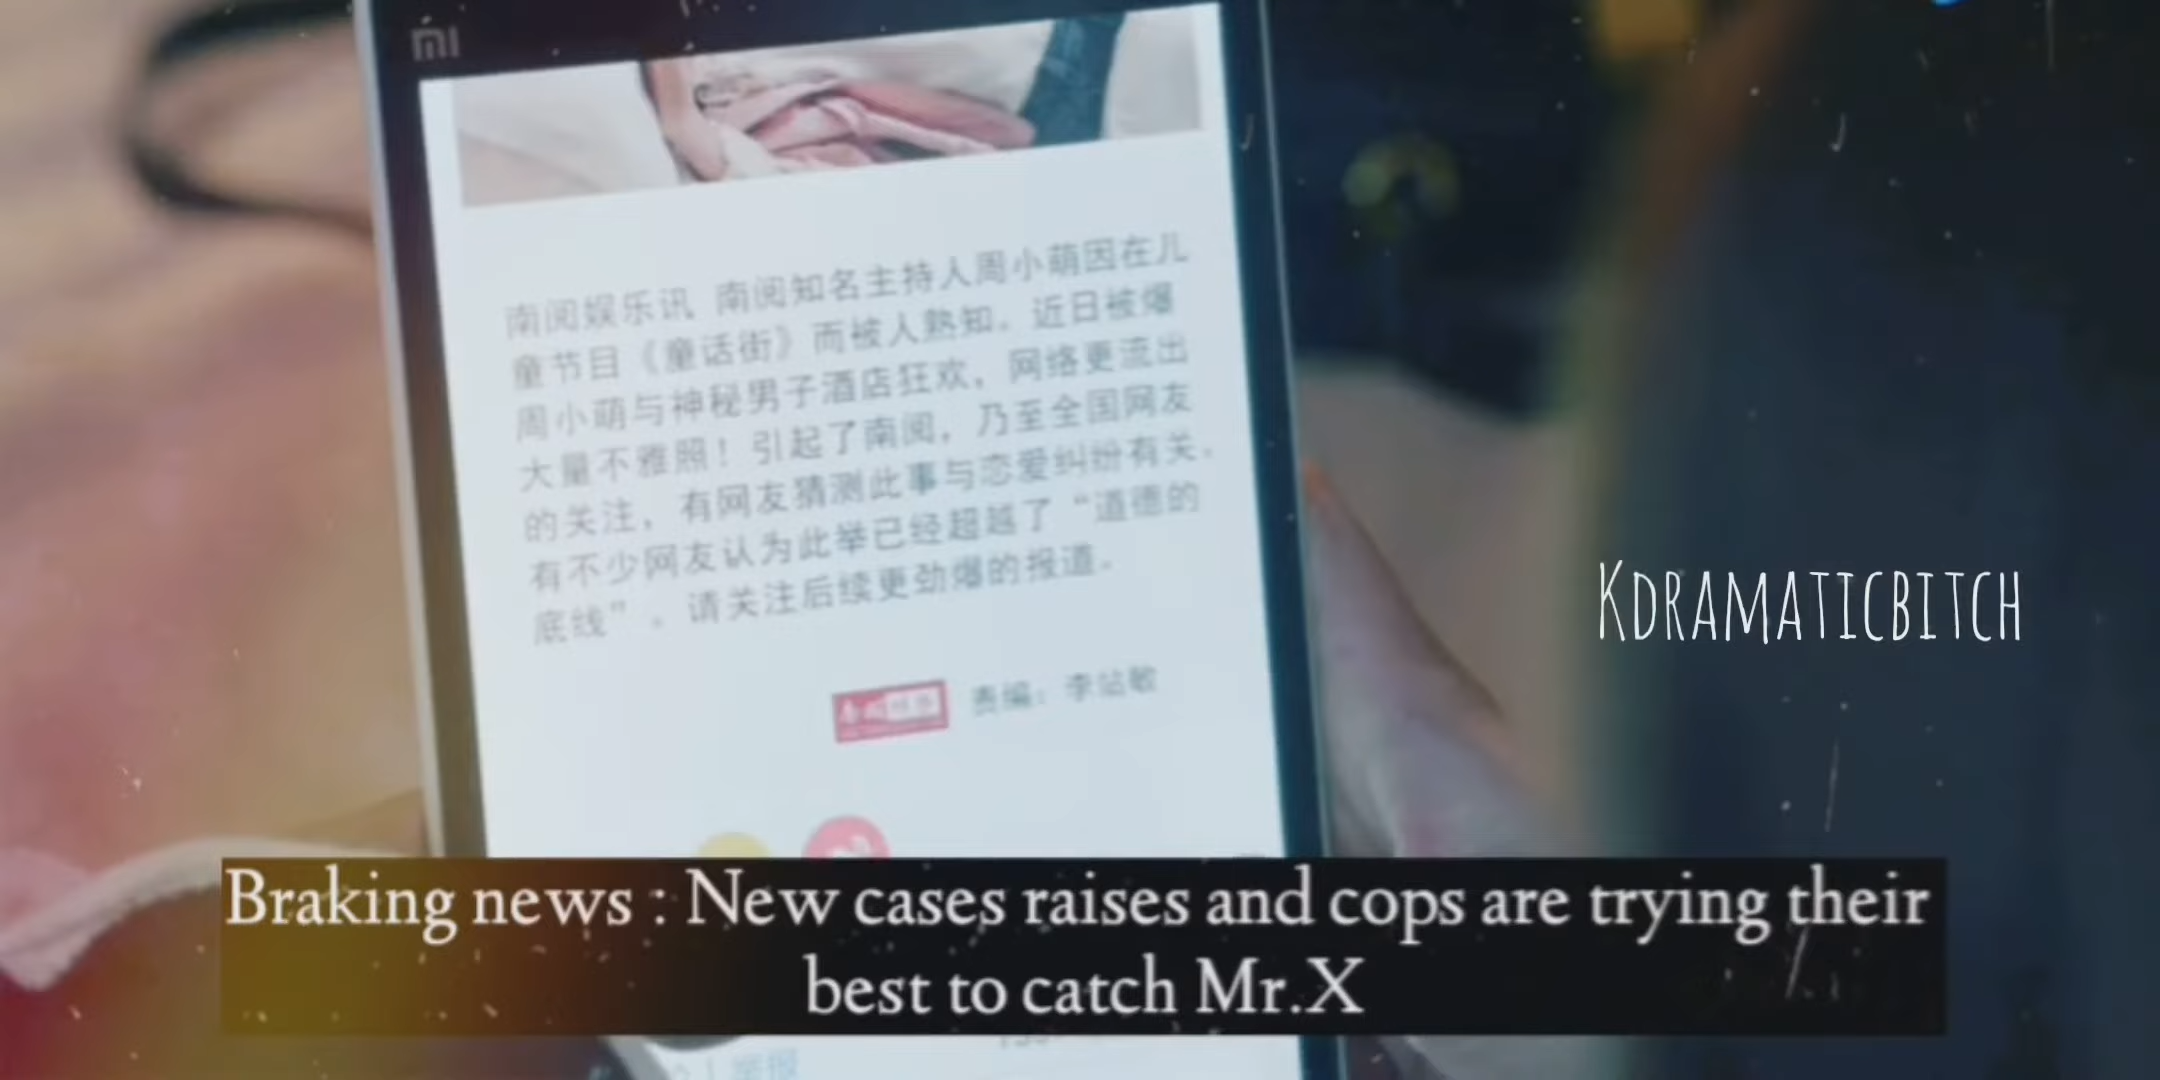 MI
南阅娱乐讯 南阅知名主持人周小萌因在儿
童节目《童话街》而被人熟知。近日被爆
周小萌与神秘男子酒店狂欢，网络更流出
大量不雅照！引起了南阅，乃至全国网友
的关注，有网友猜测此事与恋爱纠纷有关，
有不少网友认为此举已经超越了“道德的
底线”。请关注后续更劲爆的报道。
责编：李
KDRAMATICBITCH
Braking news : New cases raises and cops are trying their
best to catch Mr.X